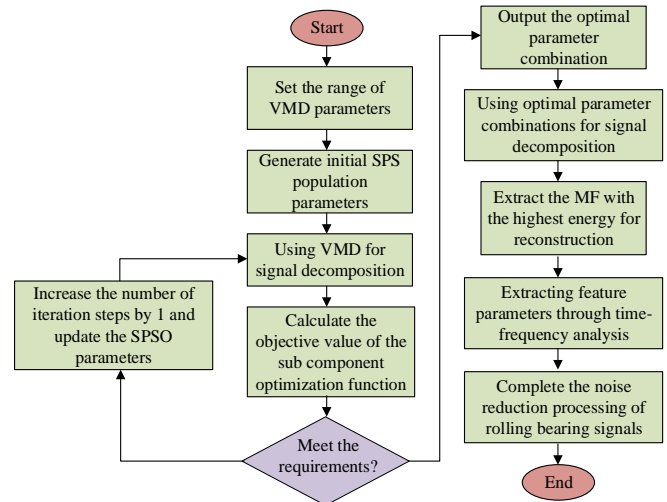 Start
Set the range of
VMD parameters
Generate initial SPS
population
parameters
Using VMD for
signal decomposition
Increase the number of
iteration steps by 1 and
update the SPSO
parameters
Calculate the
objective value of the
sub component
optimization function
Meet the
requirements?
Output the optimal
parameter
combination
Using optimal parameter
combinations for signal
decomposition
Extract the MF with
the highest energy for
reconstruction
Extracting feature
parameters through time-
frequency analysis
Complete the noise
reduction processing of
rolling bearing signals
End